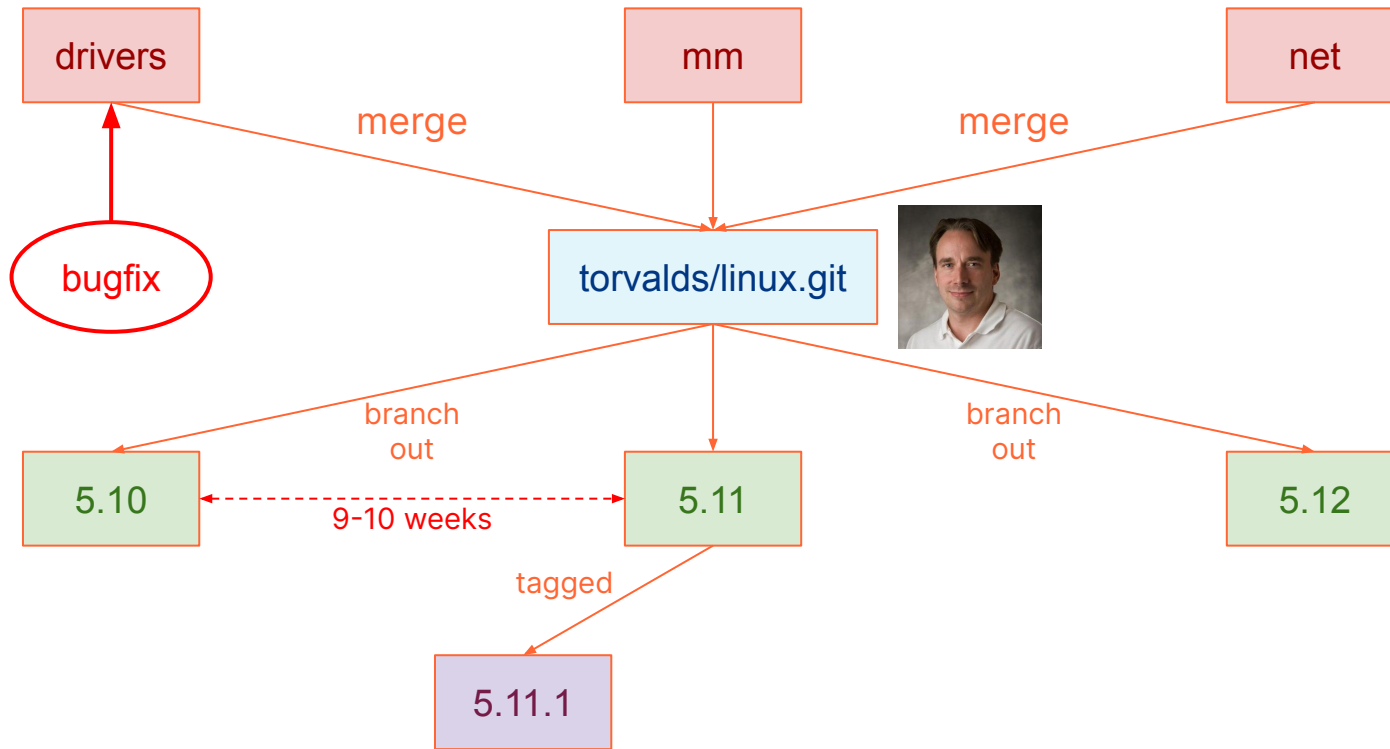 drivers
mm
net
merge
merge
bugfix
torvalds/linux.git
branch
out
branch
out
5.10
5.11
5.12
9-10 weeks
tagged
5.11.1